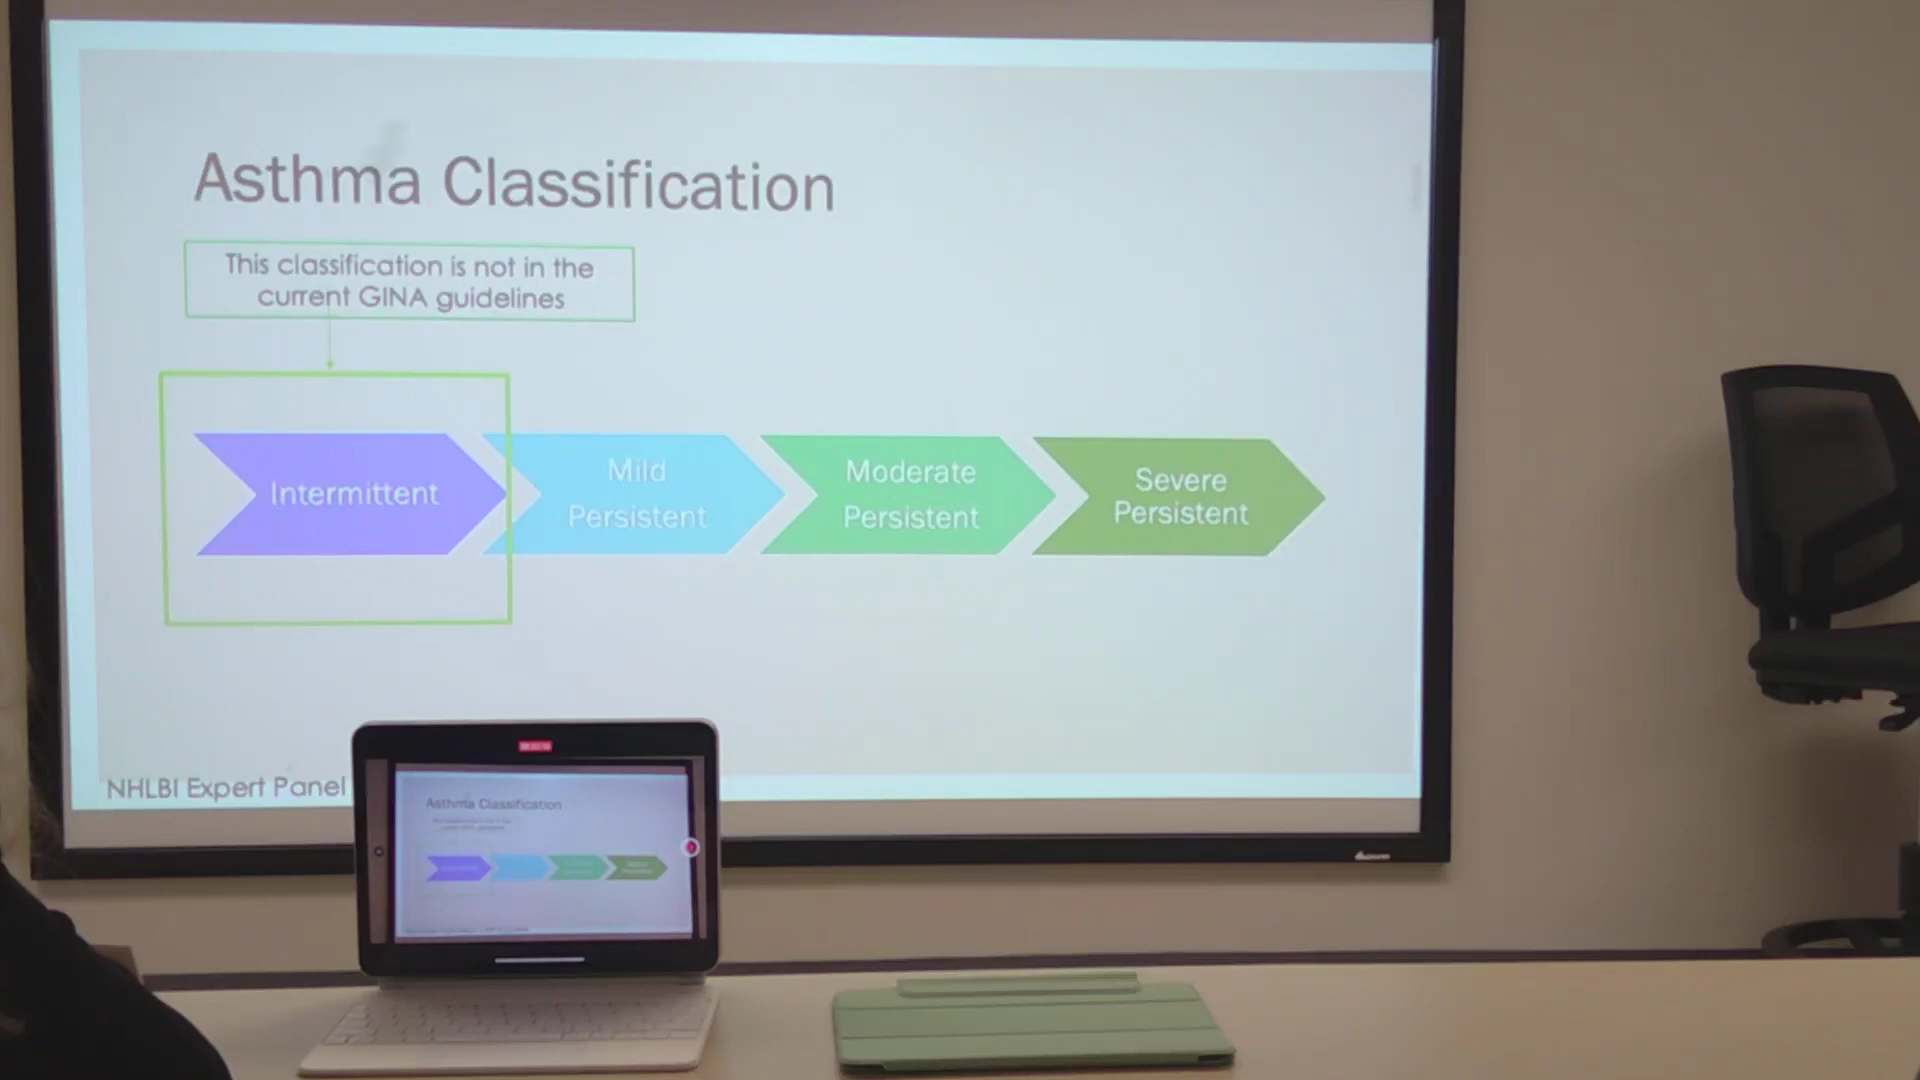 Asthma Classification
This classification is not in the
current GINA guidelines
Intermittent
Mild
Persistent
Moderate
Persistent
Severe
Persistent
NHLBI Expert Panel
Asthma Classification